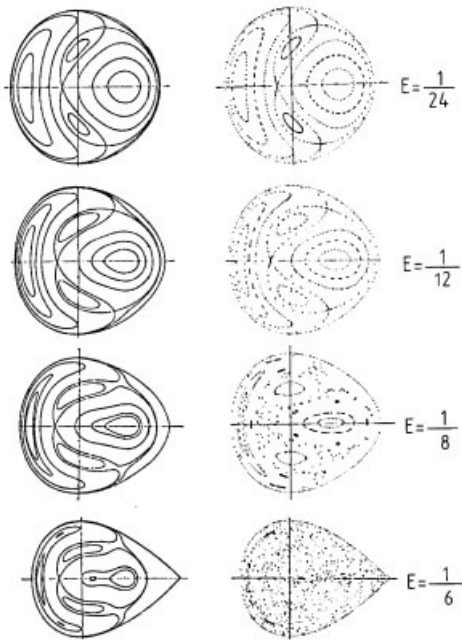 E = 1/24
E = 1/12
E = 1/8
E = 1/6